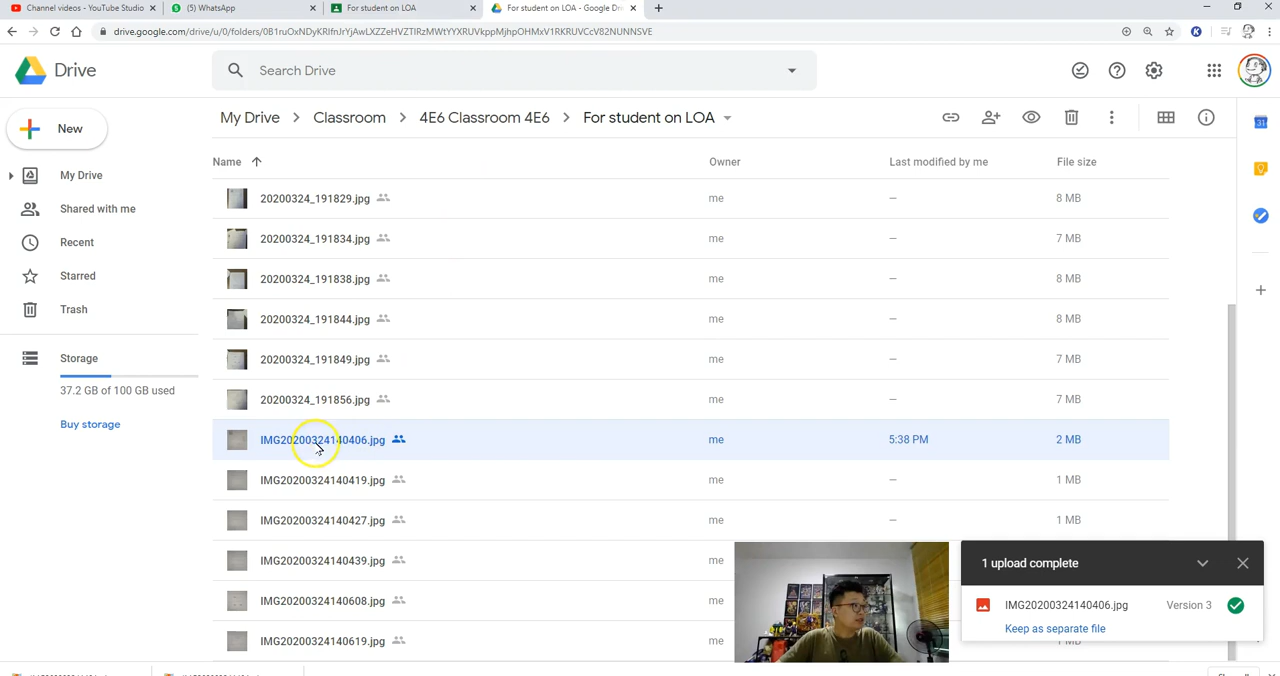 Channel videos - YouTube Studio
(5) WhatsApp
For student on LOA
For student on LOA - Google Dri
drive.google.com/drive/u/0/folders/0B1ruOxNDyKRIfnJrYjAwLXZZeHVZTlRzMWtYYXRUVkppMjhpOHMxV1RKRUVCcV82NUNNSVE
Drive
Search Drive
New
My Drive > Classroom > 4E6 Classroom 4E6 > For student on LOA
Name
Owner
Last modified by me
File size
My Drive
Shared with me
Recent
Starred
Trash
Storage
37.2 GB of 100 GB used
Buy storage
20200324_191829.jpg me – 8 MB
20200324_191834.jpg me – 7 MB
20200324_191838.jpg me – 8 MB
20200324_191844.jpg me – 8 MB
20200324_191849.jpg me – 7 MB
20200324_191856.jpg me – 7 MB
IMG20200324140406.jpg me 5:38 PM 2 MB
IMG20200324140419.jpg me – 1 MB
IMG20200324140427.jpg me – 1 MB
IMG20200324140439.jpg me
IMG20200324140608.jpg me
IMG20200324140619.jpg me
31
1 upload complete
IMG20200324140406.jpg Version 3
Keep as separate file